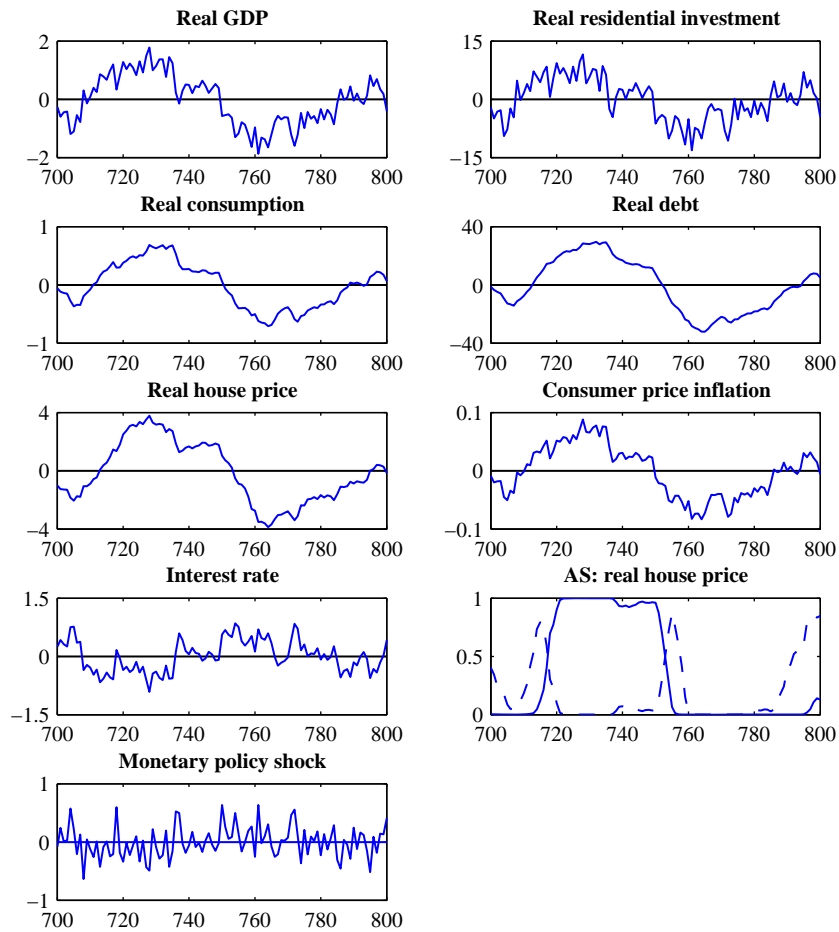 Real GDP
2
0
−2
700 720 740 760 780 800
Real residential investment
15
0
−15
700 720 740 760 780 800
Real consumption
1
0
−1
700 720 740 760 780 800
Real debt
40
0
−40
700 720 740 760 780 800
Real house price
4
0
−4
700 720 740 760 780 800
Consumer price inflation
0.1
0
−0.1
700 720 740 760 780 800
Interest rate
1.5
0
−1.5
700 720 740 760 780 800
AS: real house price
1
0.5
0
700 720 740 760 780 800
Monetary policy shock
1
0
−1
700 720 740 760 780 800